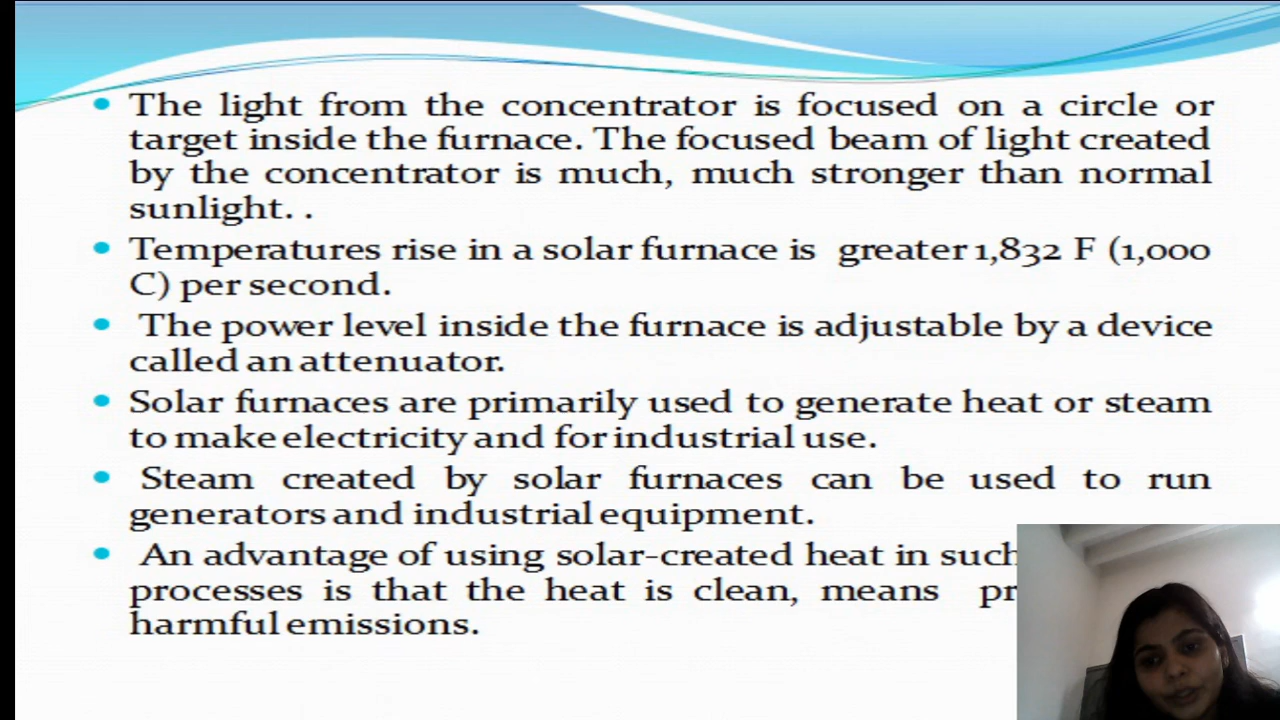 The light from the concentrator is focused on a circle or
target inside the furnace. The focused beam of light created
by the concentrator is much, much stronger than normal
sunlight. .
Temperatures rise in a solar furnace is greater 1,832 F (1,000
C) per second.
The power level inside the furnace is adjustable by a device
called an attenuator.
Solar furnaces are primarily used to generate heat or steam
to make electricity and for industrial use.
Steam created by solar furnaces can be used to run
generators and industrial equipment.
An advantage of using solar-created heat in such
processes is that the heat is clean, means
harmful emissions.